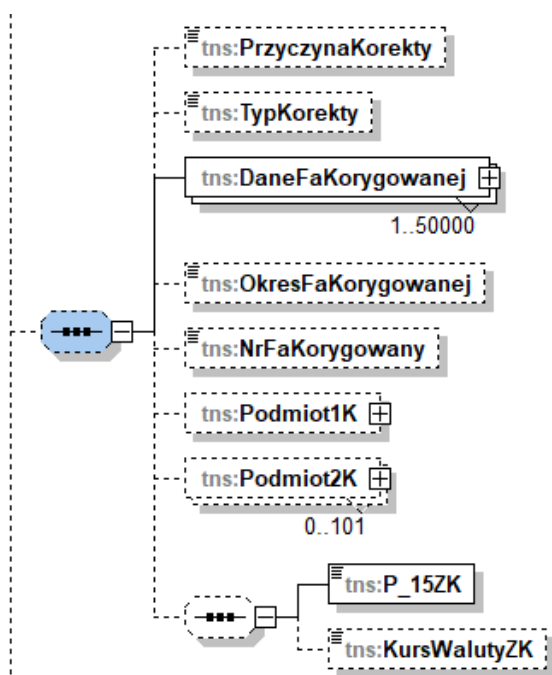 tns:PrzyczynaKorekty
tns:TypKorekty
tns:DaneFaKorygowanej
1..50000
tns:OkresFaKorygowanej
tns:NrFaKorygowany
tns:Podmiot1K
tns:Podmiot2K
0..101
tns:P_15ZK
tns:KursWalutyZK